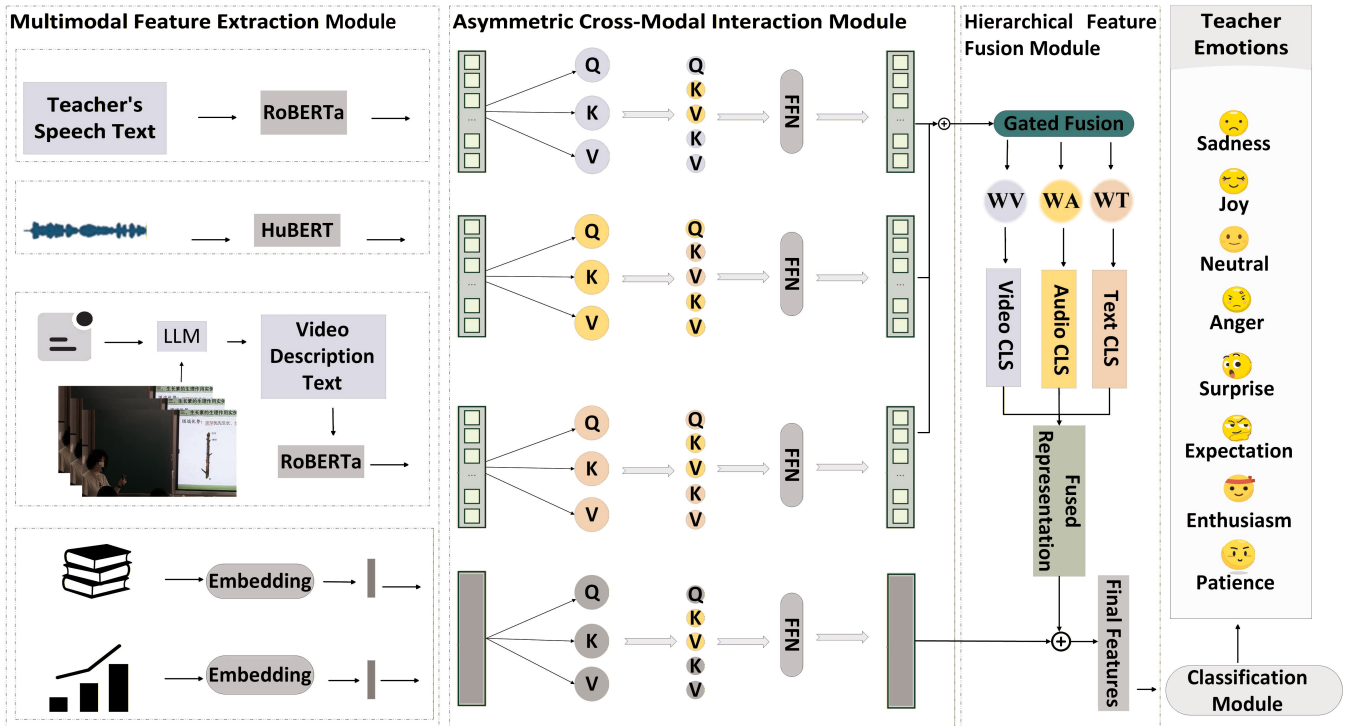 Multimodal Feature Extraction Module
Teacher's
Speech Text
RoBERTa
HuBERT
LLM
Video
Description
Text
RoBERTa
Embedding
Embedding
Asymmetric Cross-Modal Interaction Module
...
Q
K
V
Q
K
V
K
V
FFN
...
...
Q
K
V
Q
K
V
K
V
FFN
...
...
Q
K
V
Q
K
V
K
V
FFN
...
Q
K
V
Q
K
V
K
V
FFN
Hierarchical Feature
Fusion Module
Gated Fusion
WV
WA
WT
Video CLS
Audio CLS
Text CLS
Fused
Representation
Final Features
Teacher
Emotions
Sadness
Joy
Neutral
Anger
Surprise
Expectation
Enthusiasm
Patience
Classification
Module